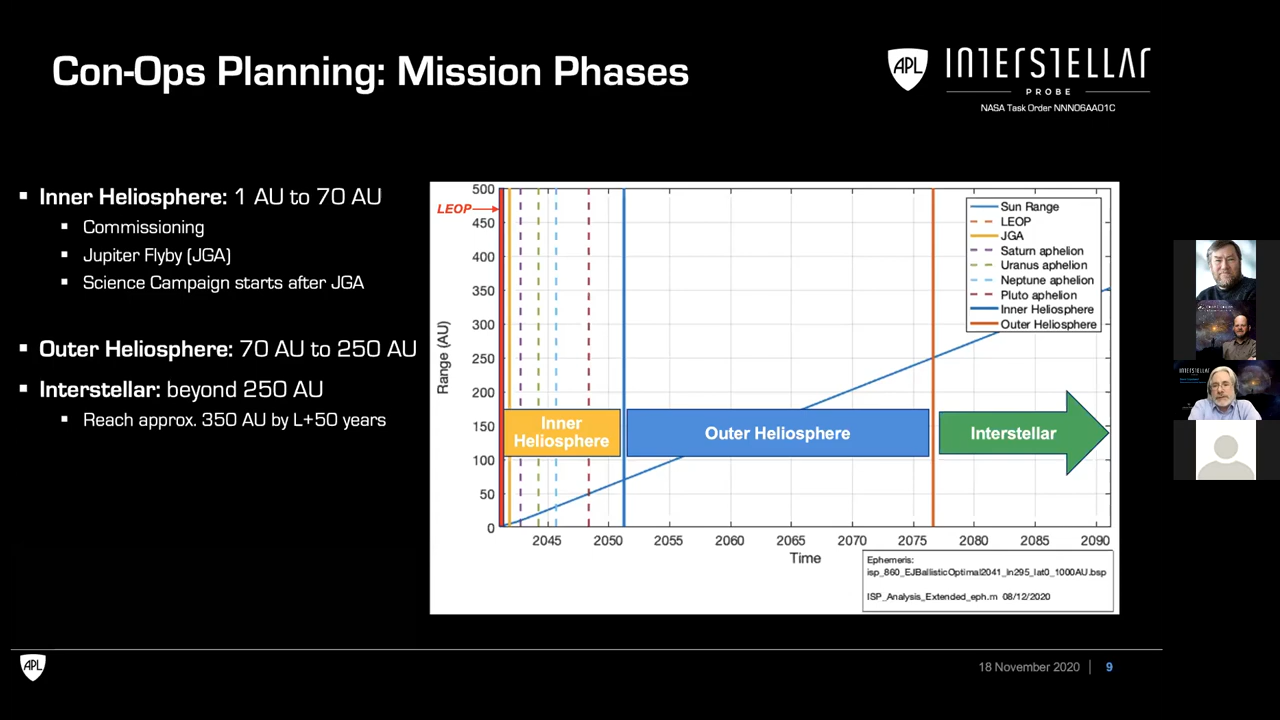 Con-Ops Planning: Mission Phases
APL
INTERSTELLAR
PROBE
NASA Task Order NNN06AA01C
▪ Inner Heliosphere: 1 AU to 70 AU
▪ Commissioning
▪ Jupiter Flyby (JGA)
▪ Science Campaign starts after JGA
▪ Outer Heliosphere: 70 AU to 250 AU
▪ Interstellar: beyond 250 AU
▪ Reach approx. 350 AU by L+50 years
LEOP
Range (AU)
500
450
400
350
300
250
200
150
100
50
0
Sun Range
LEOP
JGA
Saturn aphelion
Uranus aphelion
Neptune aphelion
Pluto aphelion
Inner Heliosphere
Outer Heliosphere
Inner
Heliosphere
Outer Heliosphere
Interstellar
2045 2050 2055 2060 2065 2070 2075 2080 2085 2090
Time
Ephemeris:
isp_860_EJBallisticOptimal2041_ln295_lat0_1000AU.bsp
ISP_Analysis_Extended_eph.m 08/12/2020
INTERSTELLAR
APL
18 November 2020 | 9